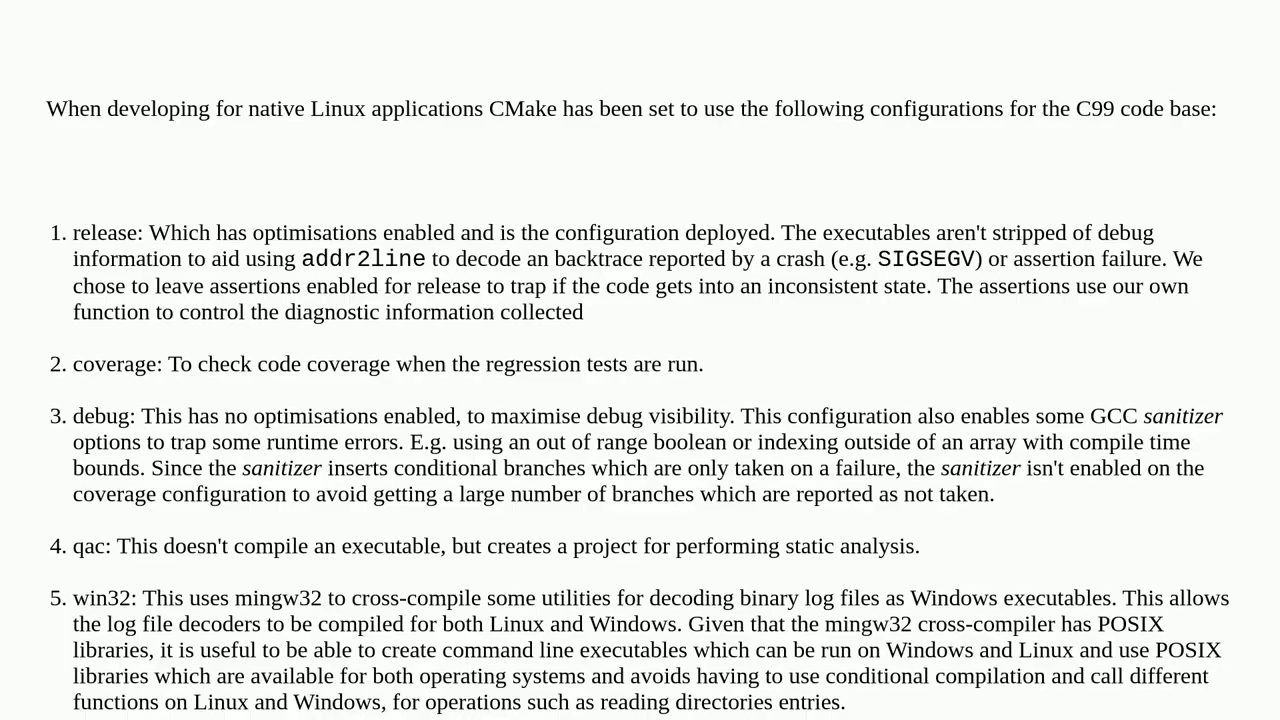 When developing for native Linux applications CMake has been set to use the following configurations for the C99 code base:
1. release: Which has optimisations enabled and is the configuration deployed. The executables aren't stripped of debug
information to aid using addr2line to decode an backtrace reported by a crash (e.g. SIGSEGV) or assertion failure. We
chose to leave assertions enabled for release to trap if the code gets into an inconsistent state. The assertions use our own
function to control the diagnostic information collected
2. coverage: To check code coverage when the regression tests are run.
3. debug: This has no optimisations enabled, to maximise debug visibility. This configuration also enables some GCC sanitizer
options to trap some runtime errors. E.g. using an out of range boolean or indexing outside of an array with compile time
bounds. Since the sanitizer inserts conditional branches which are only taken on a failure, the sanitizer isn't enabled on the
coverage configuration to avoid getting a large number of branches which are reported as not taken.
4. qac: This doesn't compile an executable, but creates a project for performing static analysis.
5. win32: This uses mingw32 to cross-compile some utilities for decoding binary log files as Windows executables. This allows
the log file decoders to be compiled for both Linux and Windows. Given that the mingw32 cross-compiler has POSIX
libraries, it is useful to be able to create command line executables which can be run on Windows and Linux and use POSIX
libraries which are available for both operating systems and avoids having to use conditional compilation and call different
functions on Linux and Windows, for operations such as reading directories entries.